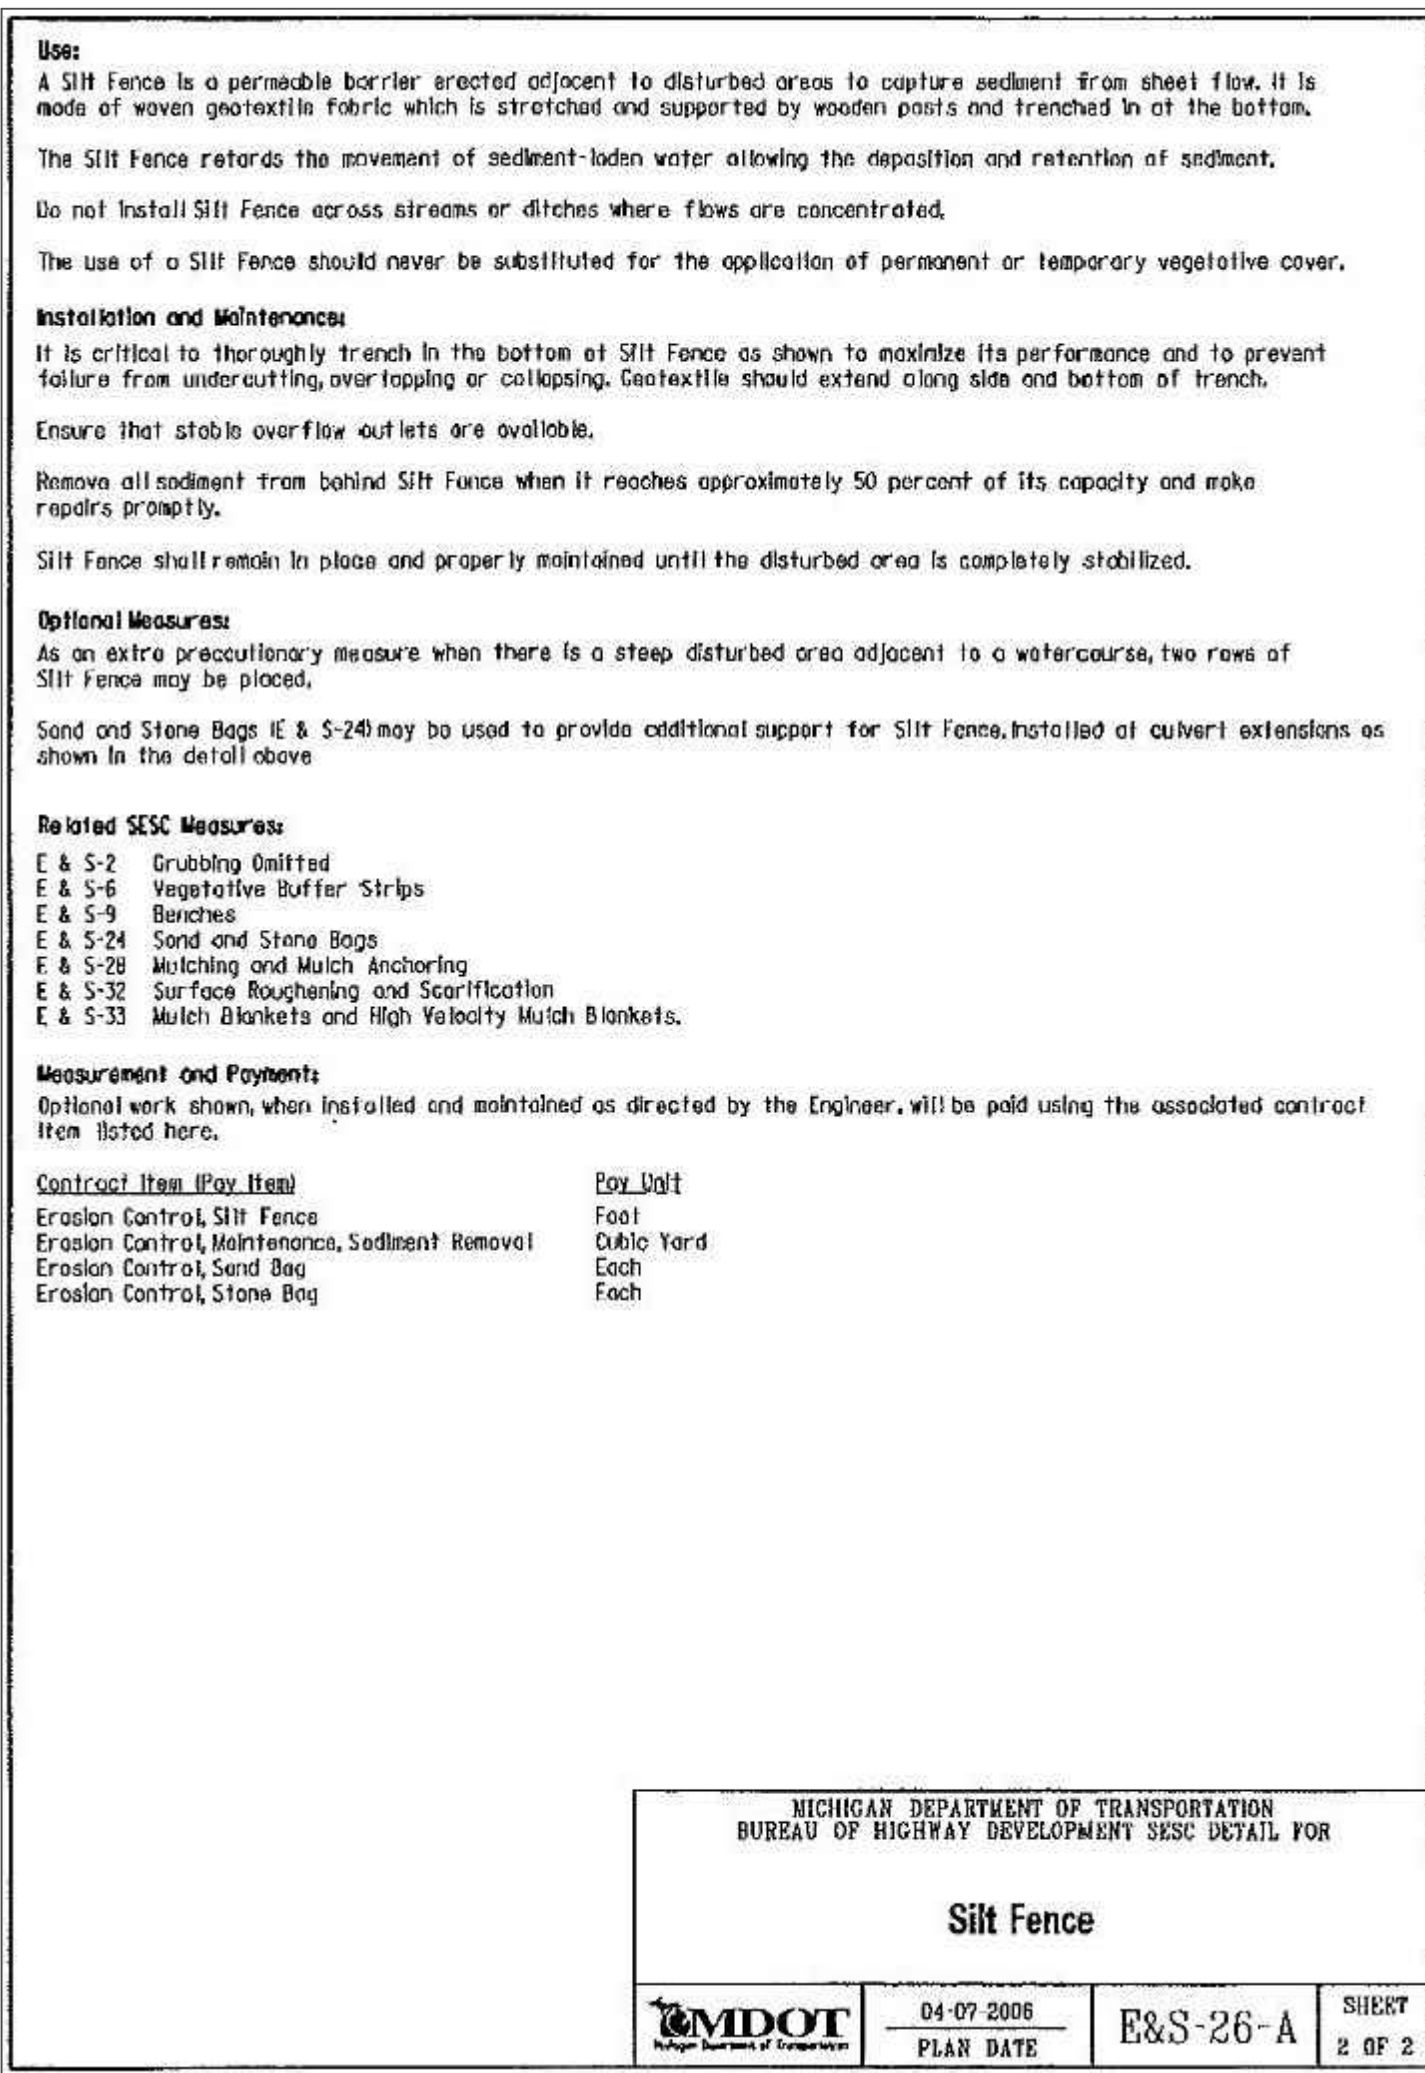 Use:
A Silt Fence is a permeable barrier erected adjacent to disturbed areas to capture sediment from sheet flow. It is
made of woven geotextile fabric which is stretched and supported by wooden posts and trenched in at the bottom.
The Silt Fence retards the movement of sediment-laden water allowing the deposition and retention of sediment.
Do not Install Silt Fence across streams or ditches where flows are concentrated.
The use of a Silt Fence should never be substituted for the application of permanent or temporary vegetative cover.
Installation and Maintenance:
It is critical to thoroughly trench in the bottom of Silt Fence as shown to maximize its performance and to prevent
failure from undercutting, overtopping or collapsing. Geotextile should extend along side and bottom of trench.
Ensure that stable overflow outlets are available.
Remove all sediment from behind Silt Fence when it reaches approximately 50 percent of its capacity and make
repairs promptly.
Silt Fence shall remain in place and properly maintained until the disturbed area is completely stabilized.
Optional Measures:
As an extra precautionary measure when there is a steep disturbed area adjacent to a watercourse, two rows of
Silt Fence may be placed.
Sand and Stone Bags (E & S-24) may be used to provide additional support for Silt Fence. Installed at culvert extensions as
shown in the detail above
Related SESC Measures:
E & S-2 Grubbing Omitted
E & S-6 Vegetative Buffer Strips
E & S-9 Benches
E & S-24 Sand and Stone Bags
E & S-28 Mulching and Mulch Anchoring
E & S-32 Surface Roughening and Scarification
E & S-33 Mulch Blankets and High Velocity Mulch Blankets.
Measurement and Payment:
Optional work shown, when installed and maintained as directed by the Engineer, will be paid using the associated contract
item listed here.
Contract Item (Pay Item) Pay Unit
Erosion Control, Silt Fence Foot
Erosion Control, Maintenance, Sediment Removal Cubic Yard
Erosion Control, Sand Bag Each
Erosion Control, Stone Bag Each
MICHIGAN DEPARTMENT OF TRANSPORTATION
BUREAU OF HIGHWAY DEVELOPMENT SESC DETAIL FOR
Silt Fence
MDOT
Michigan Department of Transportation
04-07-2006
PLAN DATE
E&S-26-A
SHEET
2 OF 2